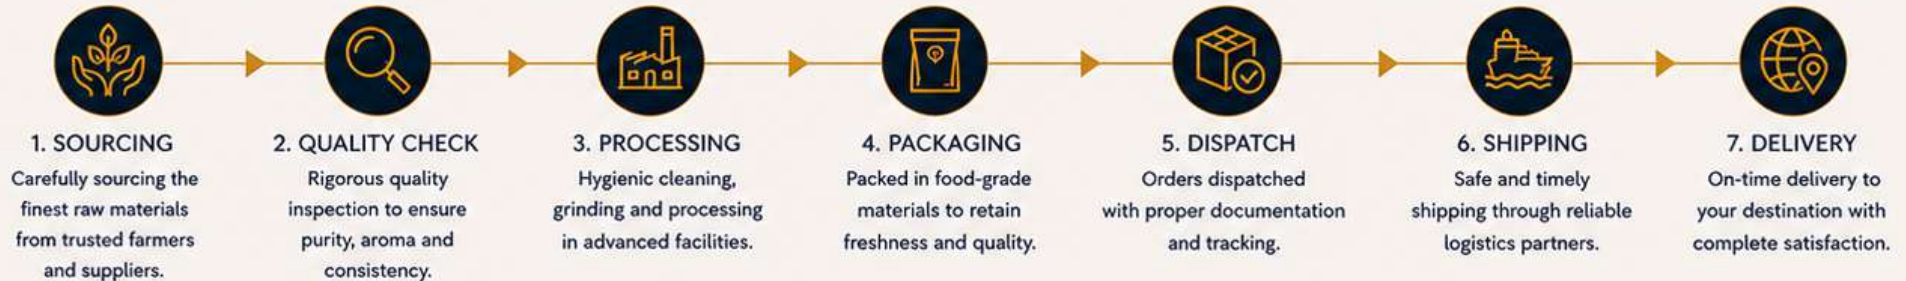 1. SOURCING
Carefully sourcing the
finest raw materials
from trusted farmers
and suppliers.
2. QUALITY CHECK
Rigorous quality
inspection to ensure
purity, aroma and
consistency.
3. PROCESSING
Hygienic cleaning,
grinding and processing
in advanced facilities.
4. PACKAGING
Packed in food-grade
materials to retain
freshness and quality.
5. DISPATCH
Orders dispatched
with proper documentation
and tracking.
6. SHIPPING
Safe and timely
shipping through reliable
logistics partners.
7. DELIVERY
On-time delivery to
your destination with
complete satisfaction.